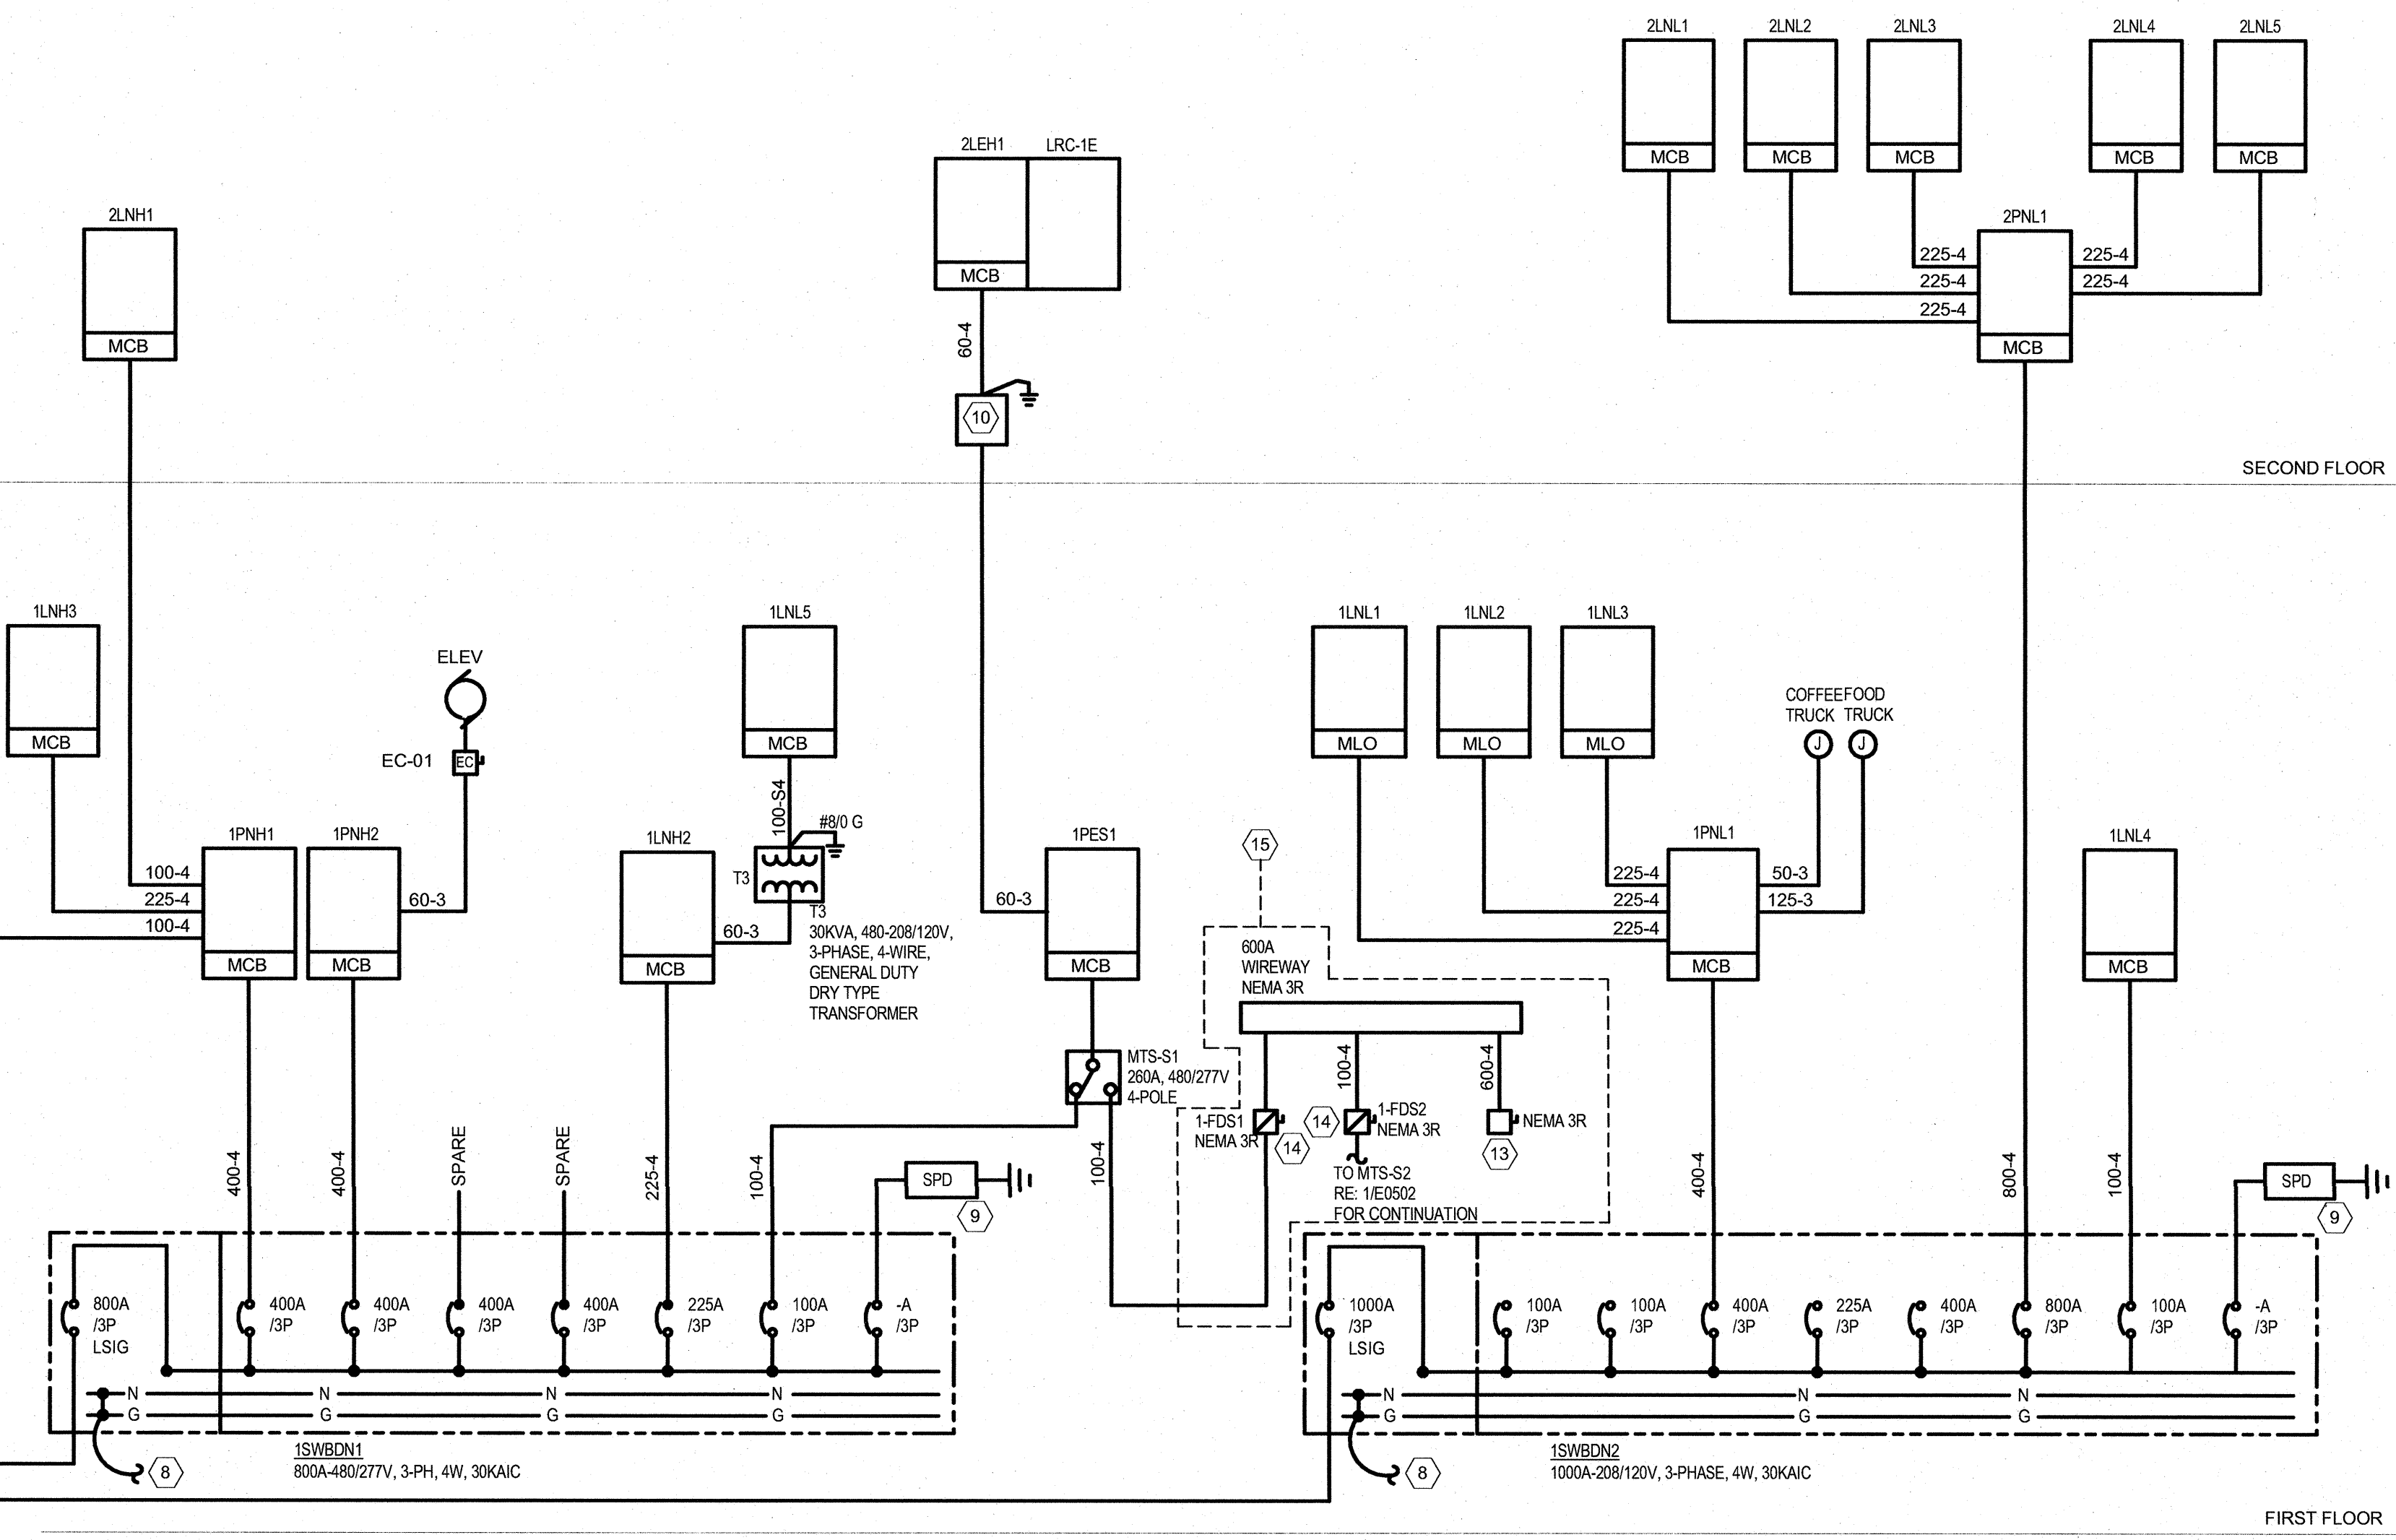 2LNL1
2LNL2
2LNL3
2LNL4
2LNL5
MCB
MCB
MCB
MCB
MCB
2PNL1
225-4
225-4
225-4
225-4
225-4
MCB
2LEH1
LRC-1E
MCB
60-4
10
2LNH1
MCB
SECOND FLOOR
1LNH3
MCB
ELEV
EC-01
EC
1LNL5
MCB
100-S4
#8/0 G
T3
T3
30KVA, 480-208/120V,
3-PHASE, 4-WIRE,
GENERAL DUTY
DRY TYPE
TRANSFORMER
1PNH1
100-4
225-4
100-4
MCB
1PNH2
60-3
MCB
1LNH2
60-3
MCB
1PES1
60-3
MCB
MTS-S1
260A, 480/277V
4-POLE
15
600A
WIREWAY
NEMA 3R
1LNL1
1LNL2
1LNL3
MLO
MLO
MLO
COFFEE
TRUCK
FOOD
TRUCK
J
J
1PNL1
225-4
225-4
225-4
50-3
125-3
MCB
1LNL4
MCB
100-4
600-4
1-FDS1
NEMA 3R
14
14
1-FDS2
NEMA 3R
NEMA 3R
13
TO MTS-S2
RE: 1/E0502
FOR CONTINUATION
400-4
400-4
SPARE
SPARE
225-4
100-4
SPD
9
100-4
400-4
800-4
100-4
SPD
9
800A
/3P
LSIG
400A
/3P
400A
/3P
400A
/3P
400A
/3P
225A
/3P
100A
/3P
-A
/3P
N N N N
G G G G
8
1SWBDN1
800A-480/277V, 3-PH, 4W, 30KAIC
1000A
/3P
LSIG
100A
/3P
100A
/3P
400A
/3P
225A
/3P
400A
/3P
800A
/3P
100A
/3P
-A
/3P
N N N
G G G
8
1SWBDN2
1000A-208/120V, 3-PHASE, 4W, 30KAIC
FIRST FLOOR